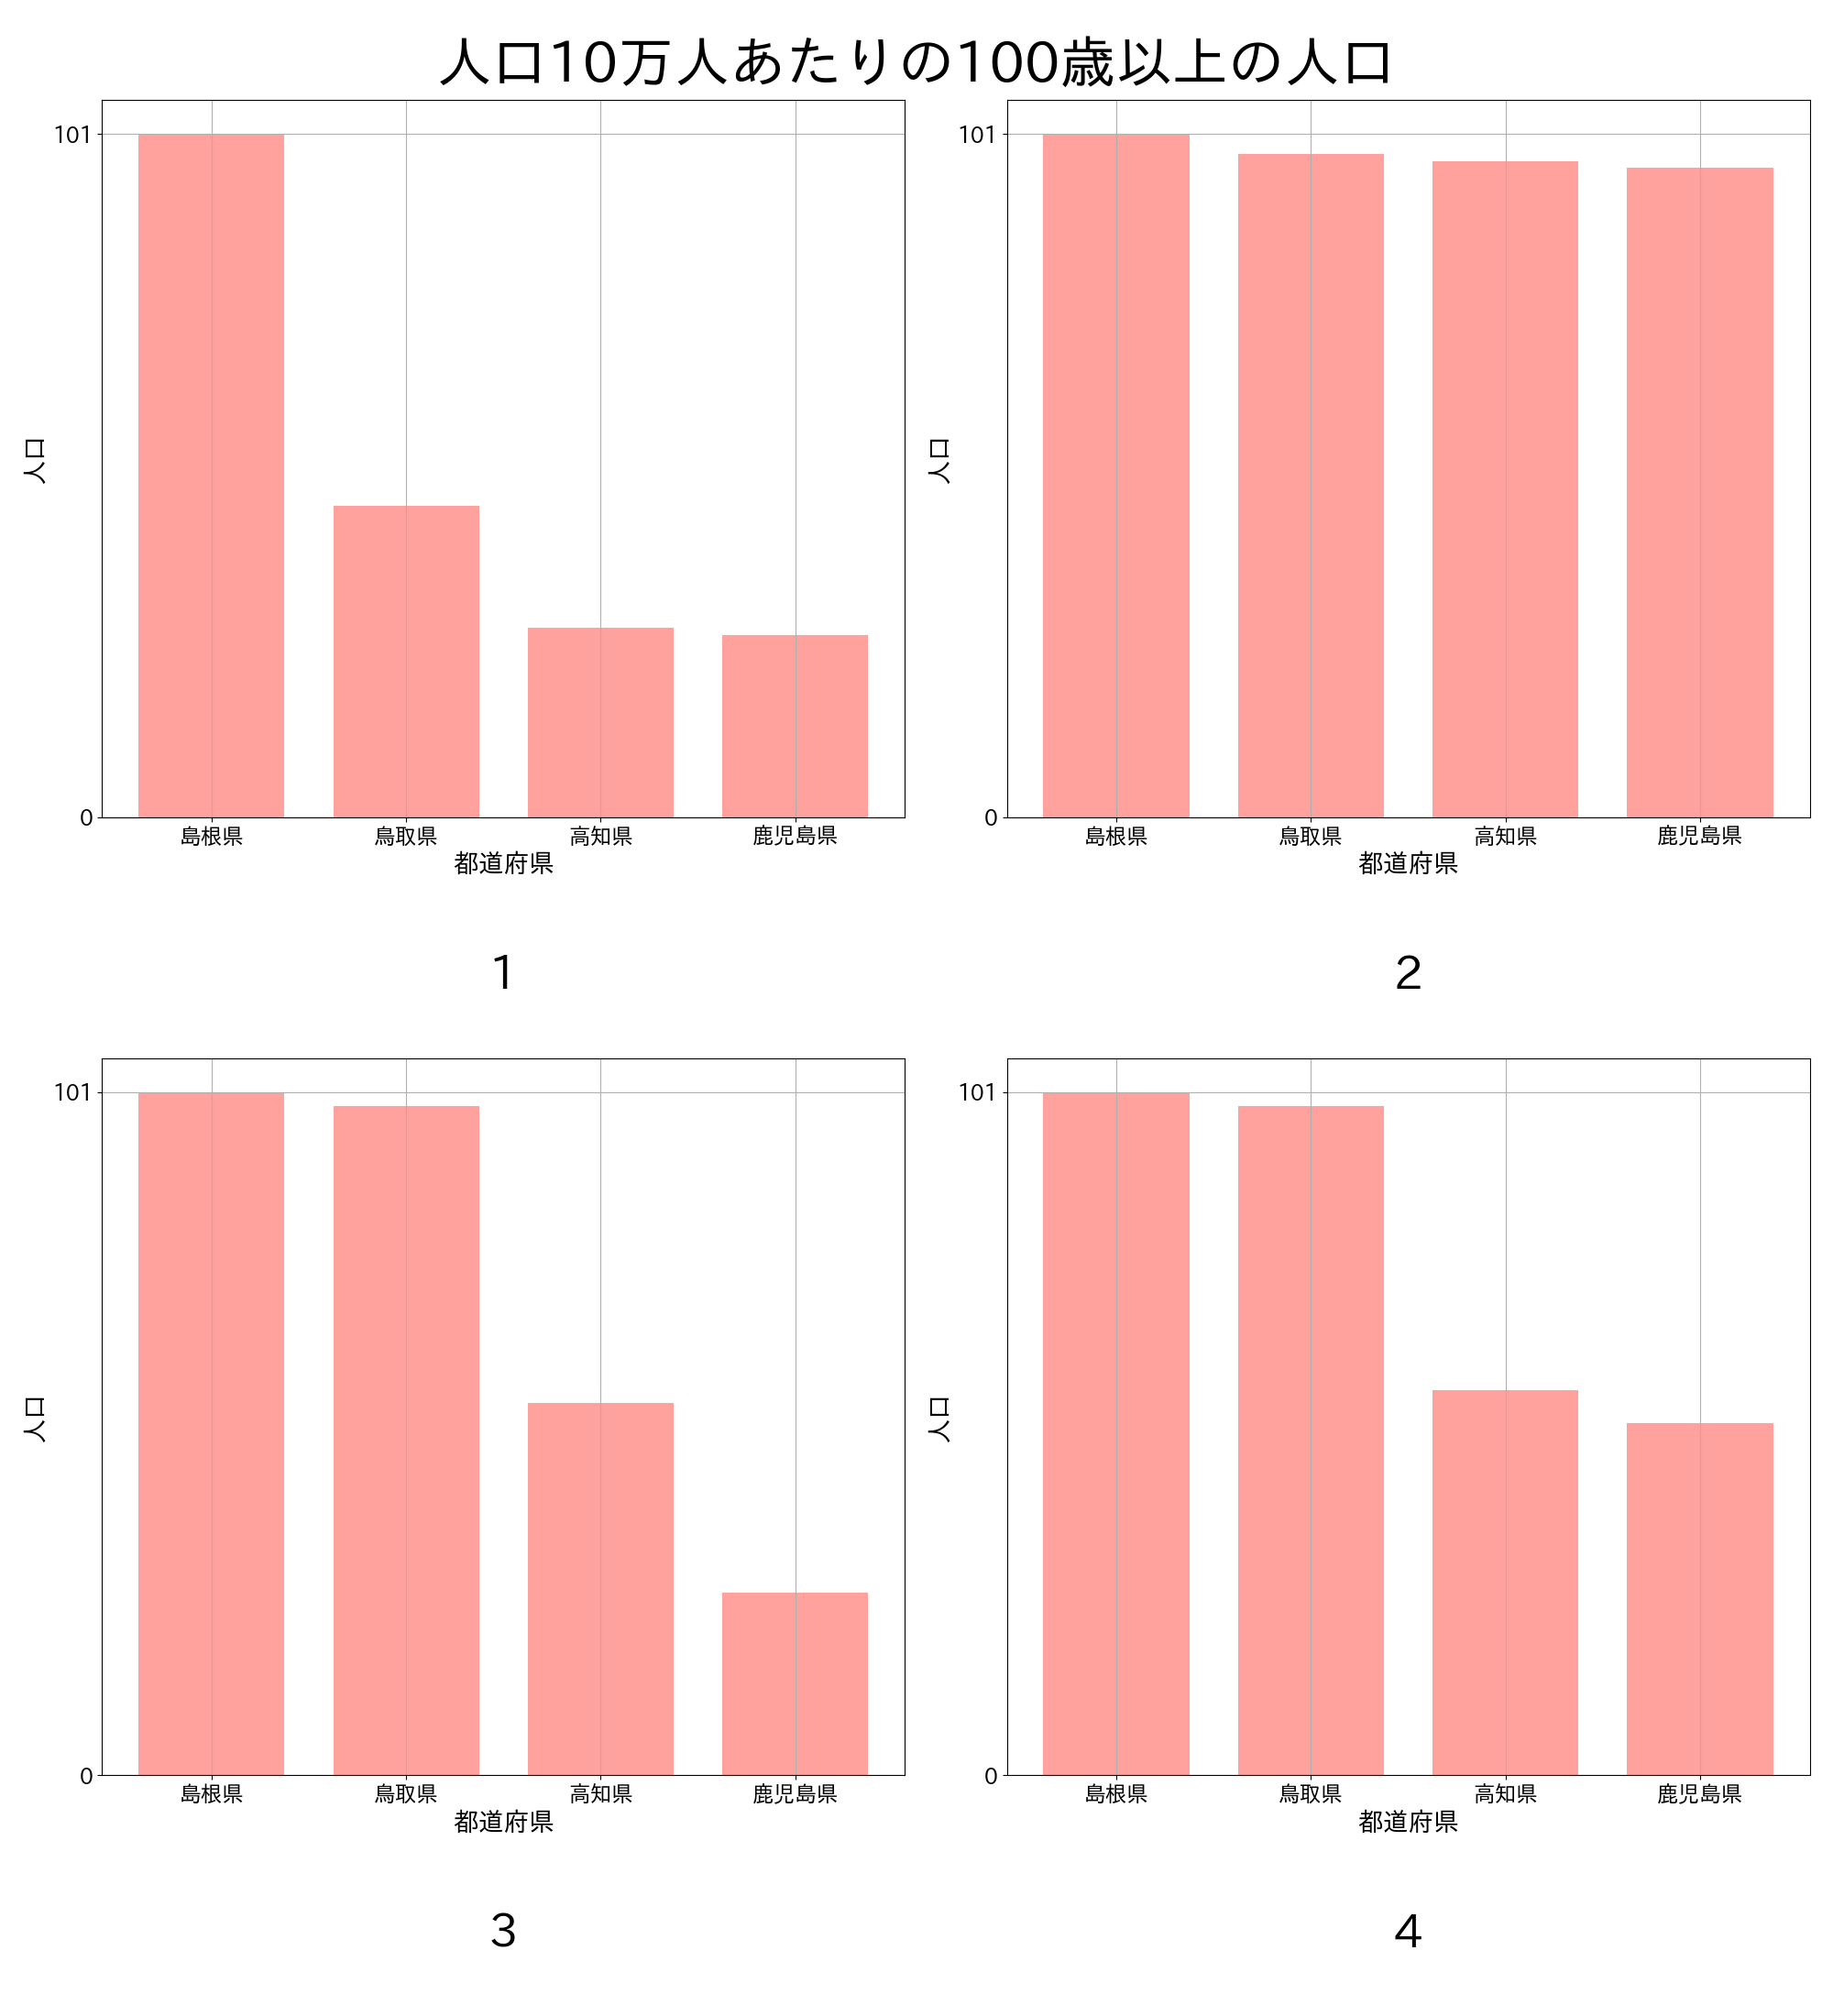 人口10万人あたりの100歳以上の人口
101
0
人口
島根県 鳥取県 高知県 鹿児島県
都道府県
1
101
0
人口
島根県 鳥取県 高知県 鹿児島県
都道府県
2
101
0
人口
島根県 鳥取県 高知県 鹿児島県
都道府県
3
101
0
人口
島根県 鳥取県 高知県 鹿児島県
都道府県
4